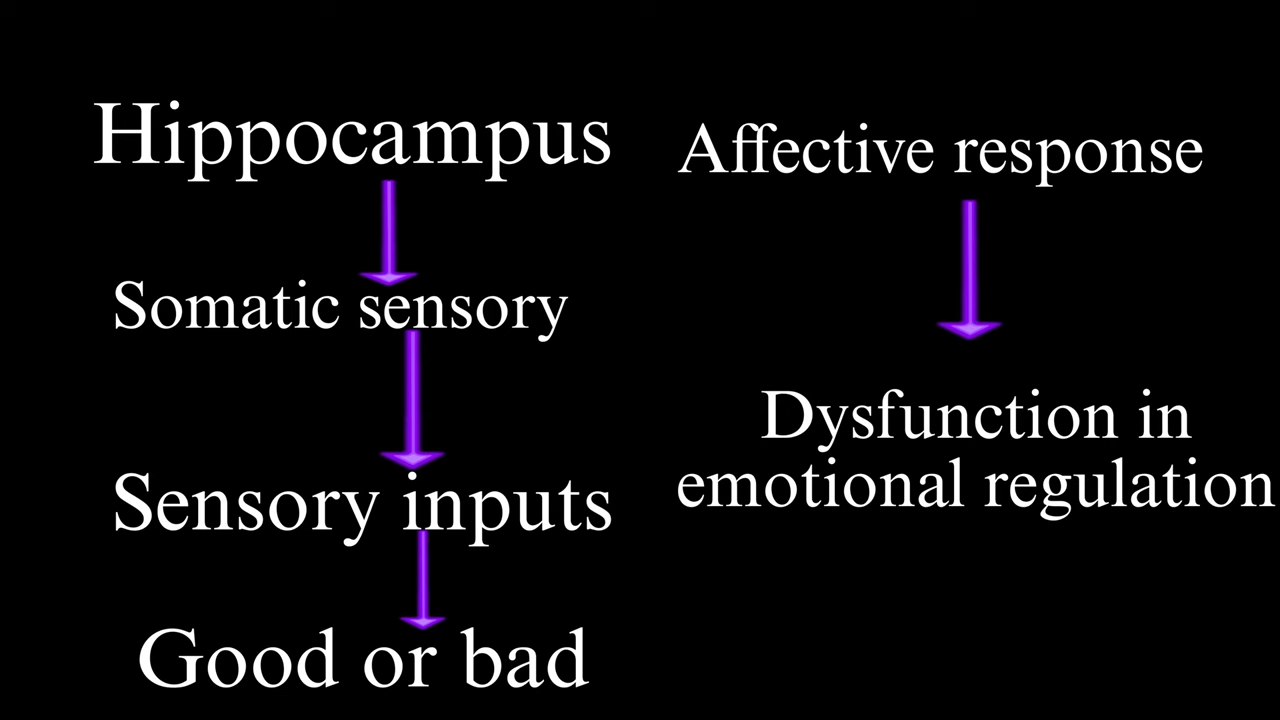 Hippocampus
Somatic sensory
Sensory inputs
Good or bad
Affective response
Dysfunction in
emotional regulation